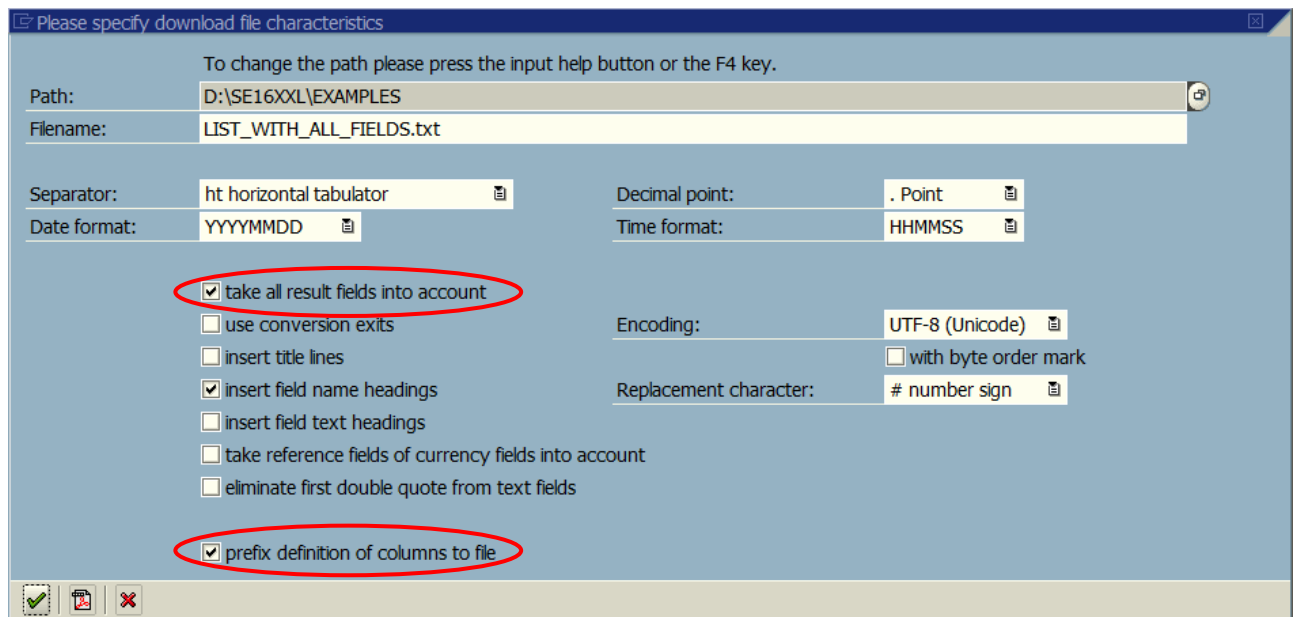 Please specify download file characteristics
To change the path please press the input help button or the F4 key.
Path: D:\SE16XXL\EXAMPLES
Filename: LIST_WITH_ALL_FIELDS.txt
Separator: ht horizontal tabulator Decimal point: . Point
Date format: YYYYMMDD Time format: HHMMSS
take all result fields into account
use conversion exits Encoding: UTF-8 (Unicode)
insert title lines with byte order mark
insert field name headings Replacement character: # number sign
insert field text headings
take reference fields of currency fields into account
eliminate first double quote from text fields
prefix definition of columns to file